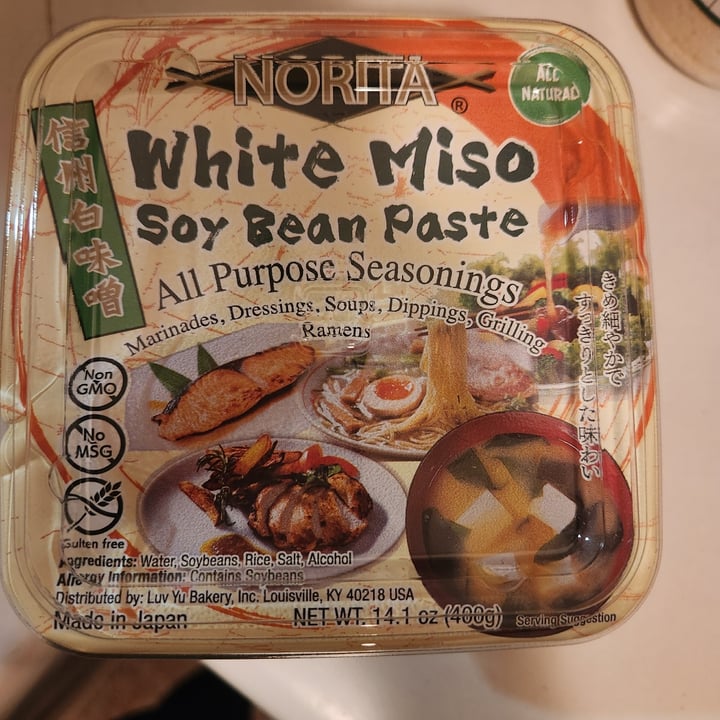 NORITA
®
ALL
NATURAL
信州白味噌
White Miso
Soy Bean Paste
All Purpose Seasonings
Marinades, Dressings, Soups, Dippings, Grilling
Ramens
きめ細やかで
すっきりとした味わい
Non
GMO
No
MSG
Gulten free
Ingredients: Water, Soybeans, Rice, Salt, Alcohol
Allergy Information: Contains Soybeans
Distributed by: Luv Yu Bakery, Inc. Louisville, KY 40218 USA
Made in Japan
NET WT. 14.1 oz (400g)
Serving Suggestion